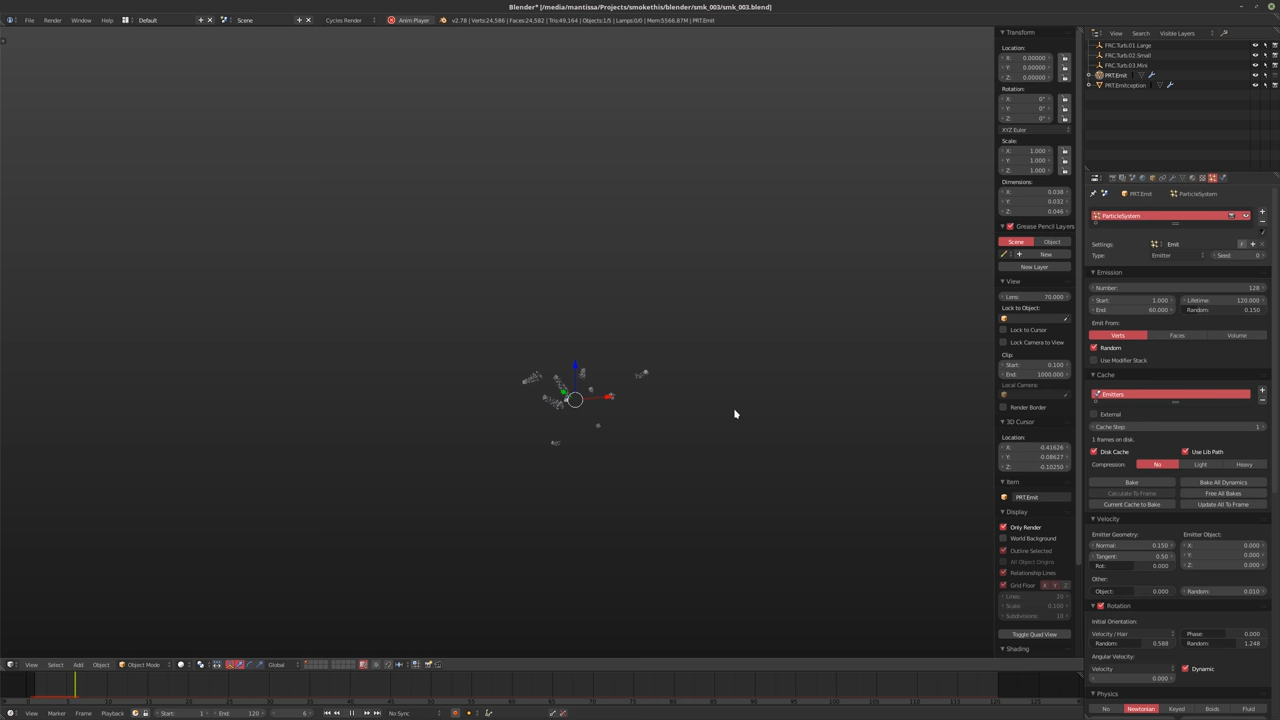 Blender* [/media/mantissa/Projects/smokethis/blender/smk_003/smk_003.blend]
File Render Window Help Default Scene Cycles Render Anim Player v2.78 | Verts:24,586 | Faces:24,582 | Tris:49,164 | Objects:1/5 | Lamps:0/0 | Mem:5566.87M | PRT.Emit
Transform
Location:
X: 0.00000
Y: 0.00000
Z: 0.00000
Rotation:
X: 0°
Y: 0°
Z: 0°
XYZ Euler
Scale:
X: 1.000
Y: 1.000
Z: 1.000
Dimensions:
X: 0.038
Y: 0.032
Z: 0.046
Grease Pencil Layers
Scene Object
New
New Layer
View
Lens: 70.000
Lock to Object:
Lock to Cursor
Lock Camera to View
Clip:
Start: 0.100
End: 1000.000
Local Camera:
Render Border
3D Cursor
Location:
X: -0.41626
Y: -0.08627
Z: -0.10250
Item
PRT.Emit
Display
Only Render
World Background
Outline Selected
All Object Origins
Relationship Lines
Grid Floor X Y Z
Lines: 20
Scale: 0.100
Subdivisions: 10
Toggle Quad View
Shading
View Search Visible Layers
FRC.Turb.01.Large
FRC.Turb.02.Small
FRC.Turb.03.Mini
PRT.Emit
PRT.Emitception
PRT.Emit ParticleSystem
ParticleSystem
Settings: Emit F
Type: Emitter Seed: 0
Emission
Number: 128
Start: 1.000 Lifetime: 120.000
End: 60.000 Random: 0.150
Emit From:
Verts Faces Volume
Random
Use Modifier Stack
Cache
Emitters
External
Cache Step: 1
1 frames on disk.
Disk Cache Use Lib Path
Compression: No Light Heavy
Bake Bake All Dynamics
Calculate To Frame Free All Bakes
Current Cache to Bake Update All To Frame
Velocity
Emitter Geometry: Emitter Object:
Normal: 0.150 X: 0.000
Tangent: 0.50 Y: 0.000
Rot: 0.000 Z: 0.000
Other:
Object: 0.000 Random: 0.010
Rotation
Initial Orientation:
Velocity / Hair Phase: 0.000
Random: 0.588 Random: 1.248
Angular Velocity:
Velocity Dynamic
0.000
Physics
No Newtonian Keyed Boids Fluid
View Select Add Object Object Mode Global
View Marker Frame Playback Start: 1 End: 120 6 No Sync